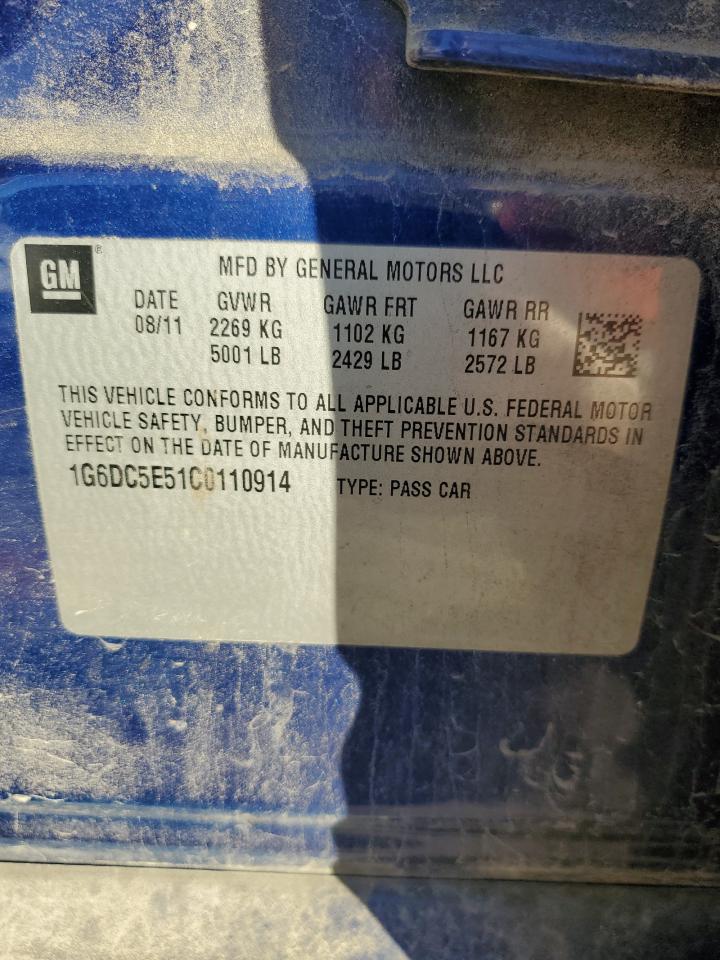 GM ®
MFD BY GENERAL MOTORS LLC
DATE GVWR GAWR FRT GAWR RR
08/11 2269 KG 1102 KG 1167 KG
5001 LB 2429 LB 2572 LB
THIS VEHICLE CONFORMS TO ALL APPLICABLE U.S. FEDERAL MOTOR
VEHICLE SAFETY, BUMPER, AND THEFT PREVENTION STANDARDS IN
EFFECT ON THE DATE OF MANUFACTURE SHOWN ABOVE.
1G6DC5E51C0110914 TYPE: PASS CAR